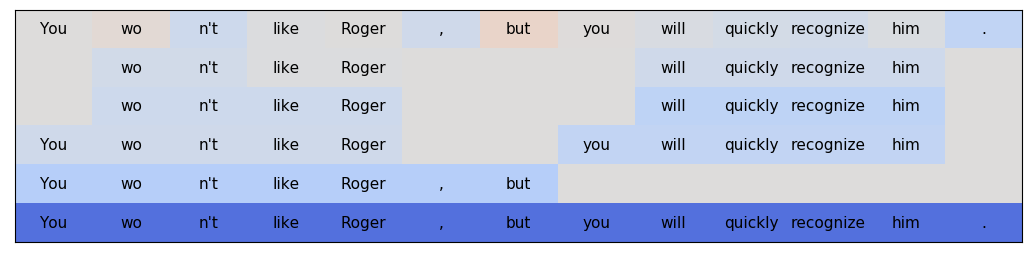 You wo n't like Roger , but you will quickly recognize him .
wo n't like Roger will quickly recognize him
wo n't like Roger will quickly recognize him
You wo n't like Roger you will quickly recognize him
You wo n't like Roger , but
You wo n't like Roger , but you will quickly recognize him .